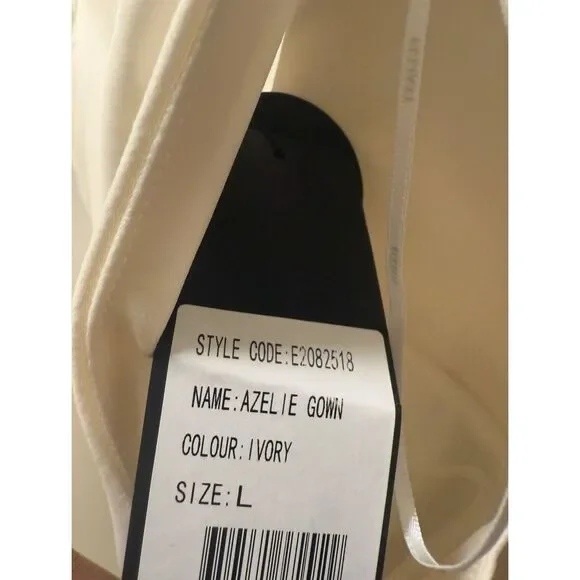 STYLE CODE:E2082518
NAME:AZELIE GOWN
COLOUR:IVORY
SIZE:L